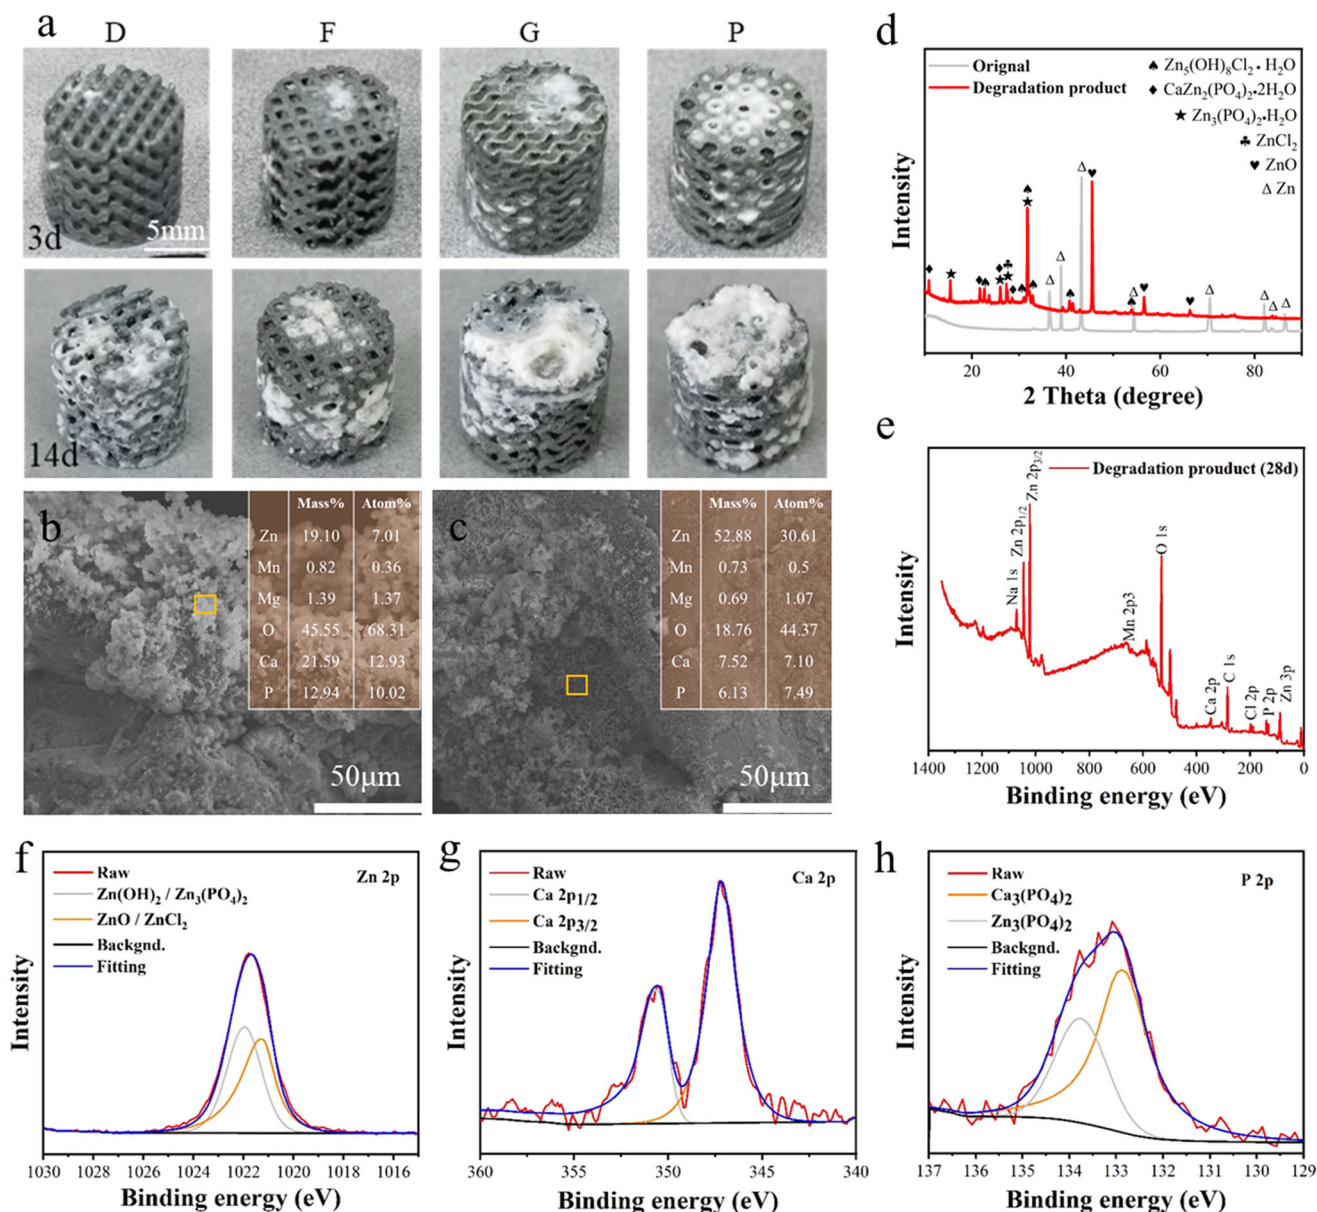 a
D F G P
3d
5mm
14d
b
Mass% Atom%
Zn 19.10 7.01
Mn 0.82 0.36
Mg 1.39 1.37
O 45.55 68.31
Ca 21.59 12.93
P 12.94 10.02
50μm
c
Mass% Atom%
Zn 52.88 30.61
Mn 0.73 0.5
Mg 0.69 1.07
O 18.76 44.37
Ca 7.52 7.10
P 6.13 7.49
50μm
d
Orignal
Degradation product
♠ Zn₅(OH)₈Cl₂• H₂O
♦ CaZn₂(PO₄)₂•2H₂O
★ Zn₃(PO₄)₂•H₂O
♣ ZnCl₂
♥ ZnO
Δ Zn
Intensity
20 40 60 80
2 Theta (degree)
e
Degradation prouduct (28d)
Na 1s
Zn 2p₁/₂
Zn 2p₃/₂
Mn 2p3
O 1s
Ca 2p
C 1s
Cl 2p
P 2p
Zn 3p
Intensity
1400 1200 1000 800 600 400 200 0
Binding energy (eV)
f
Raw
Zn(OH)₂ / Zn₃(PO₄)₂
ZnO / ZnCl₂
Backgnd.
Fitting
Zn 2p
Intensity
1030 1028 1026 1024 1022 1020 1018 1016
Binding energy (eV)
g
Raw
Ca 2p₁/₂
Ca 2p₃/₂
Backgnd.
Fitting
Ca 2p
Intensity
360 355 350 345 340
Binding energy (eV)
h
Raw
Ca₃(PO₄)₂
Zn₃(PO₄)₂
Backgnd.
Fitting
P 2p
Intensity
137 136 135 134 133 132 131 130 129
Binding energy (eV)